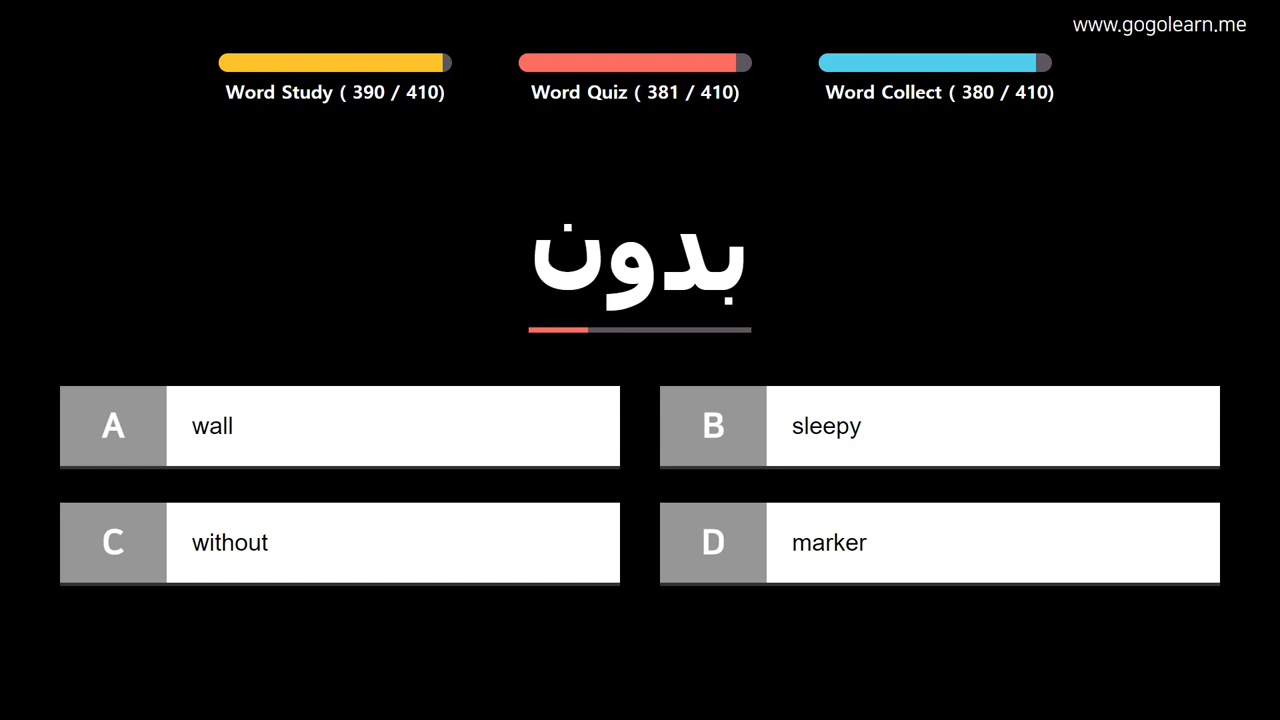 www.gogolearn.me
Word Study ( 390 / 410)
Word Quiz ( 381 / 410)
Word Collect ( 380 / 410)
بدون
A wall
B sleepy
C without
D marker